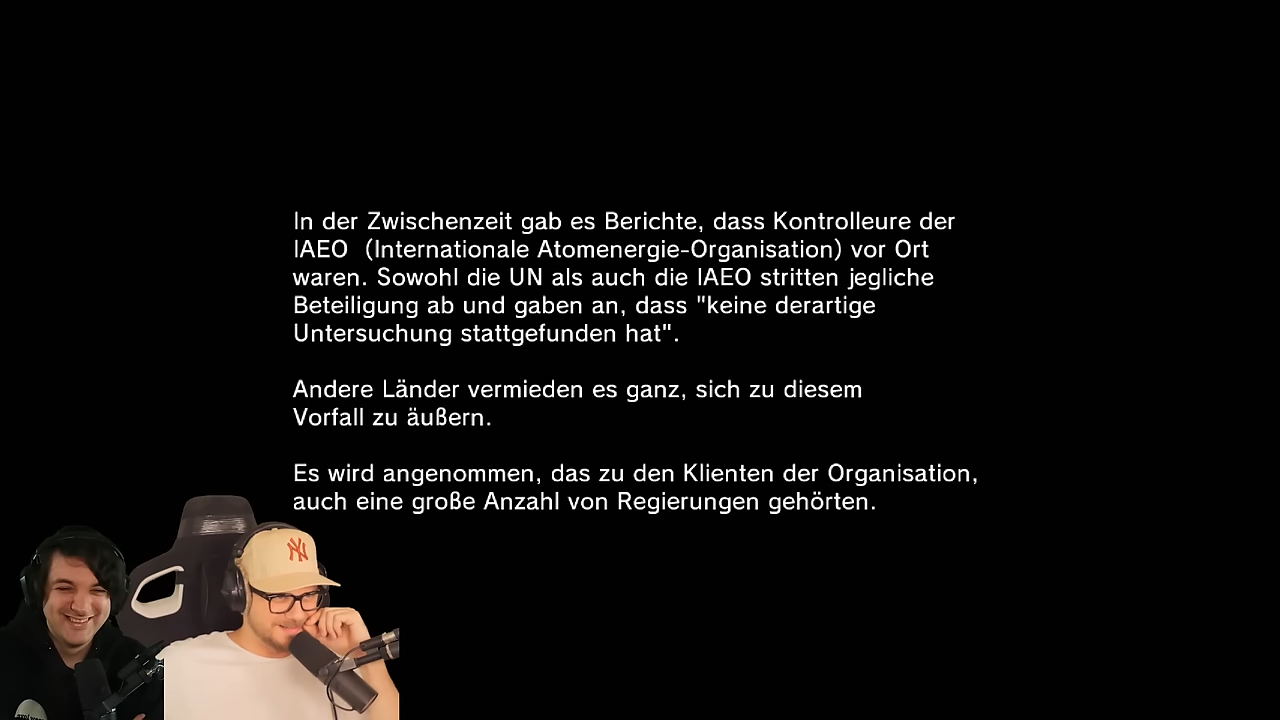 In der Zwischenzeit gab es Berichte, dass Kontrolleure der
IAEO  (Internationale Atomenergie-Organisation) vor Ort
waren. Sowohl die UN als auch die IAEO stritten jegliche
Beteiligung ab und gaben an, dass "keine derartige
Untersuchung stattgefunden hat".
Andere Länder vermieden es ganz, sich zu diesem
Vorfall zu äußern.
Es wird angenommen, das zu den Klienten der Organisation,
auch eine große Anzahl von Regierungen gehörten.
NY